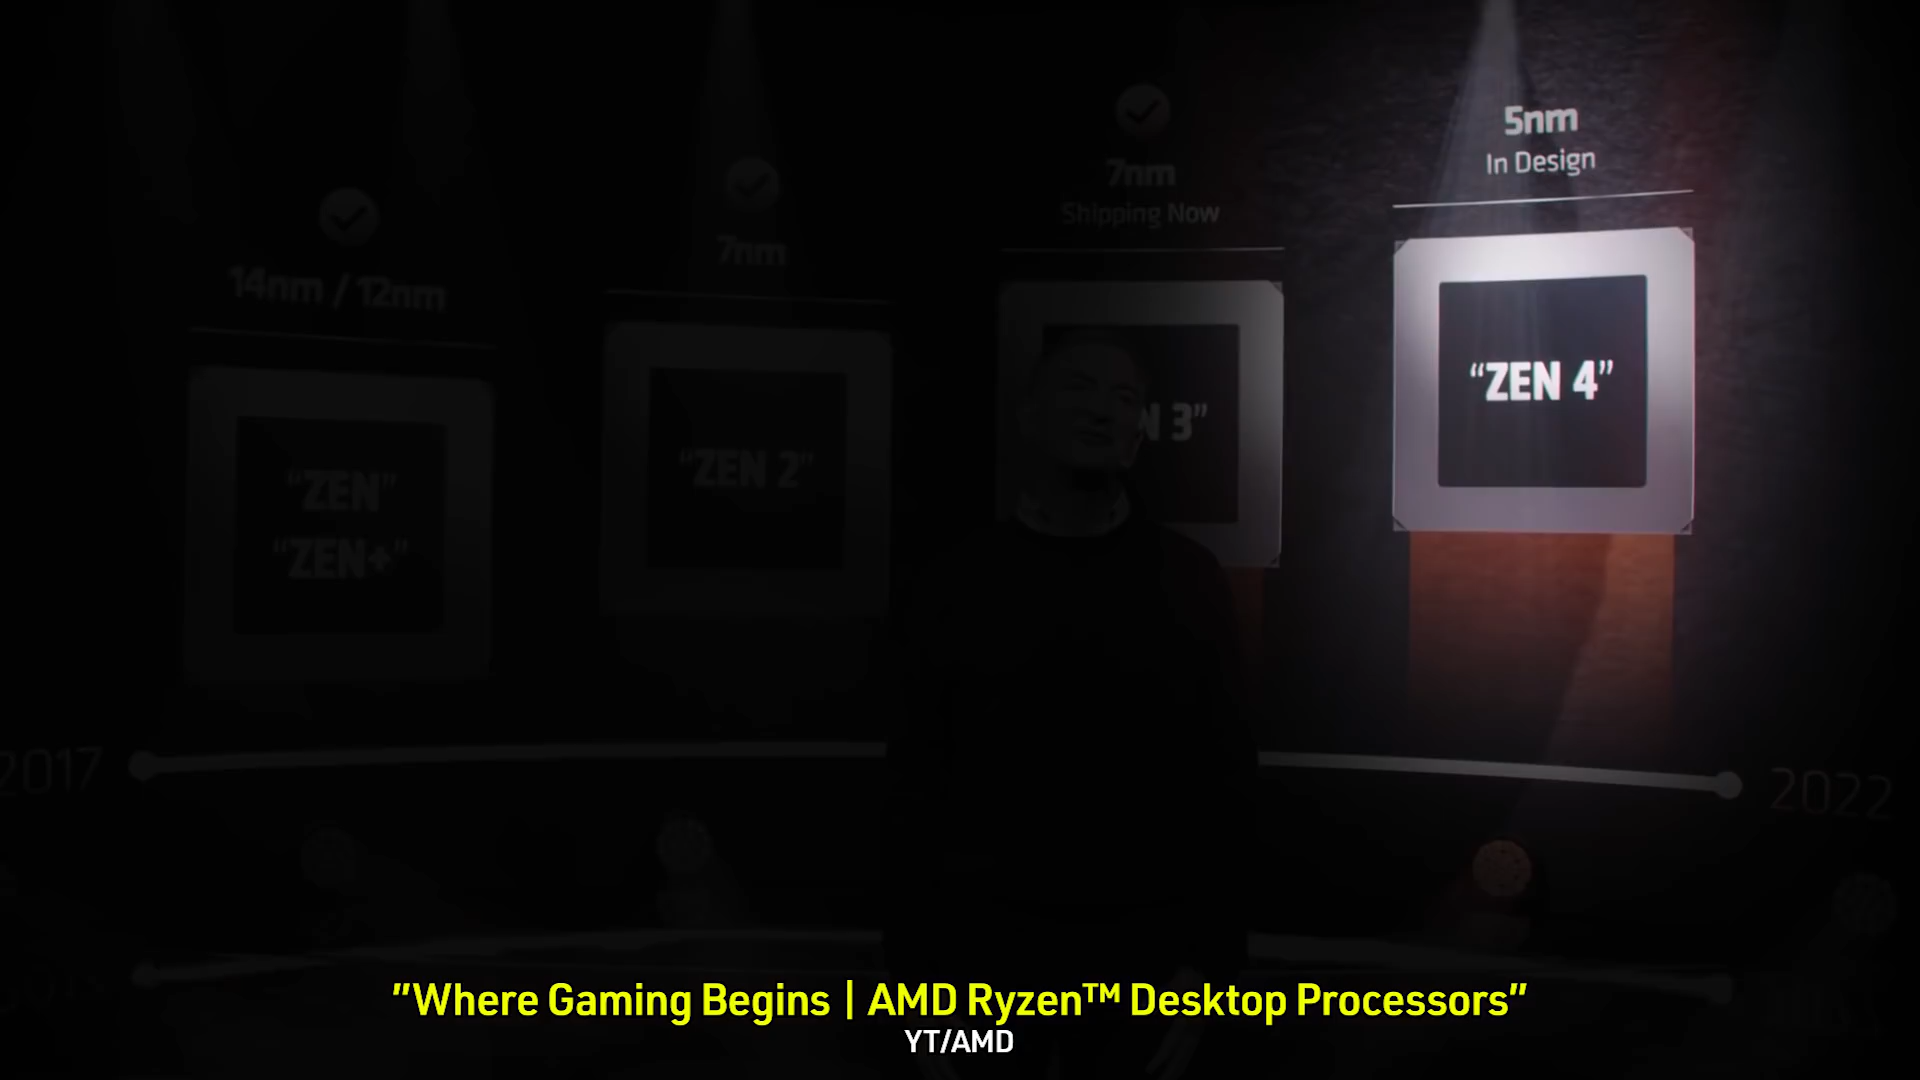 5nm
In Design
7nm
Shipping Now
7nm
14nm / 12nm
"ZEN 4"
N 3"
"ZEN 2"
"ZEN"
"ZEN+"
2017
2022
"Where Gaming Begins | AMD Ryzen™ Desktop Processors"
YT/AMD